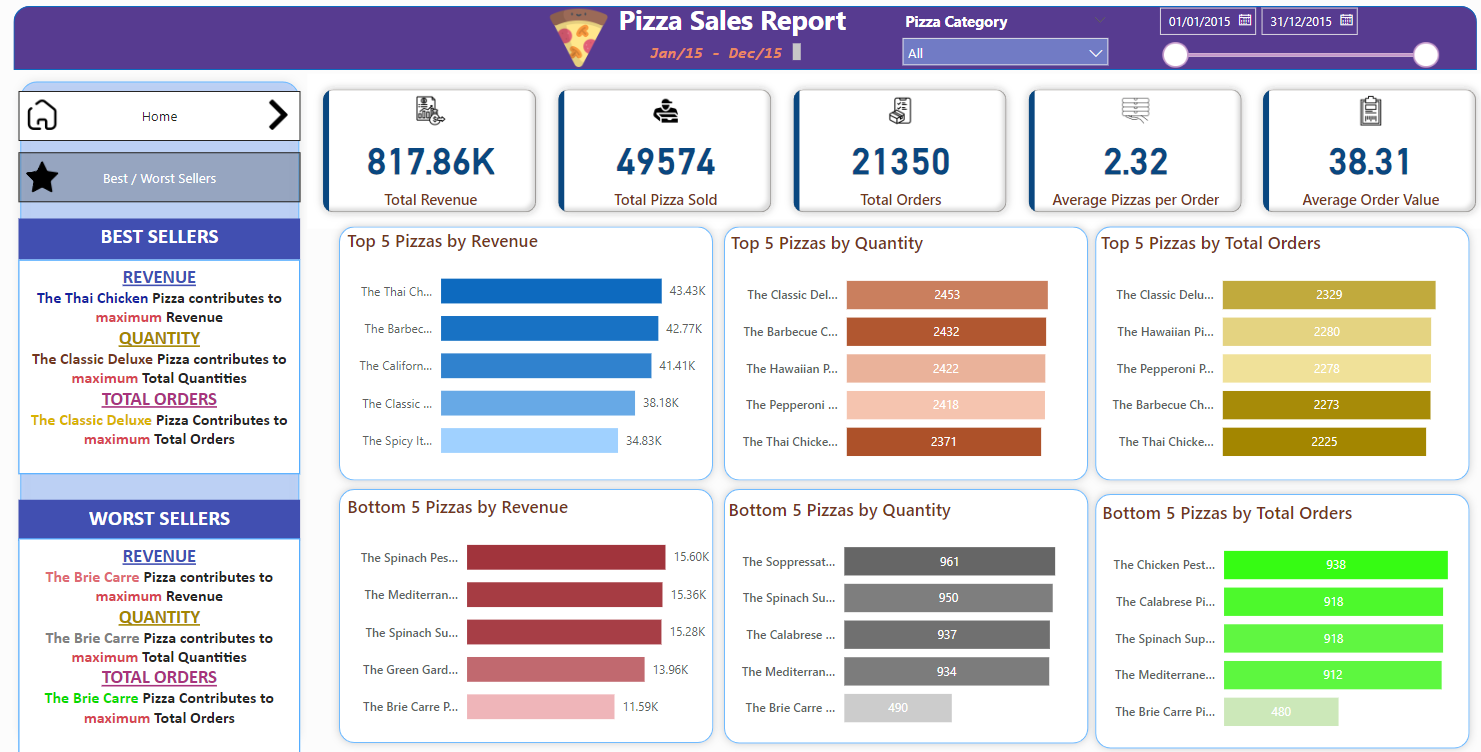 Pizza Sales Report
Jan/15 - Dec/15
Pizza Category
All
01/01/2015
31/12/2015
Home
Best / Worst Sellers
BEST SELLERS
REVENUE
The Thai Chicken Pizza contributes to
maximum Revenue
QUANTITY
The Classic Deluxe Pizza contributes to
maximum Total Quantities
TOTAL ORDERS
The Classic Deluxe Pizza Contributes to
maximum Total Orders
WORST SELLERS
REVENUE
The Brie Carre Pizza contributes to
maximum Revenue
QUANTITY
The Brie Carre Pizza contributes to
maximum Total Quantities
TOTAL ORDERS
The Brie Carre Pizza Contributes to
maximum Total Orders
817.86K
Total Revenue
49574
Total Pizza Sold
21350
Total Orders
2.32
Average Pizzas per Order
38.31
Average Order Value
Top 5 Pizzas by Revenue
The Thai Ch... 43.43K
The Barbec... 42.77K
The Californ... 41.41K
The Classic ... 38.18K
The Spicy It... 34.83K
Top 5 Pizzas by Quantity
The Classic Del... 2453
The Barbecue C... 2432
The Hawaiian P... 2422
The Pepperoni ... 2418
The Thai Chicke... 2371
Top 5 Pizzas by Total Orders
The Classic Delu... 2329
The Hawaiian Pi... 2280
The Pepperoni P... 2278
The Barbecue Ch... 2273
The Thai Chicke... 2225
Bottom 5 Pizzas by Revenue
The Spinach Pes... 15.60K
The Mediterran... 15.36K
The Spinach Su... 15.28K
The Green Gard... 13.96K
The Brie Carre P... 11.59K
Bottom 5 Pizzas by Quantity
The Soppressat... 961
The Spinach Su... 950
The Calabrese ... 937
The Mediterran... 934
The Brie Carre ... 490
Bottom 5 Pizzas by Total Orders
The Chicken Pest... 938
The Calabrese Pi... 918
The Spinach Sup... 918
The Mediterrane... 912
The Brie Carre Pi... 480